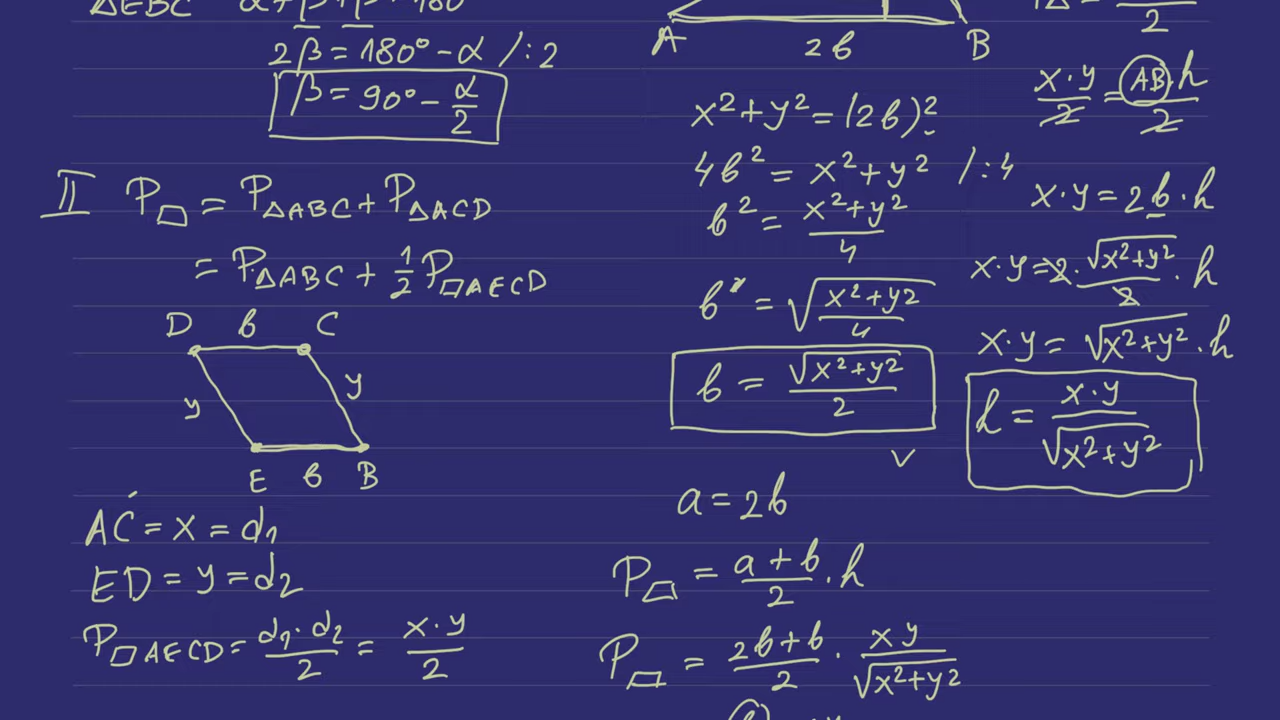 ΔEBC α+β+β=180
2β=180°-α /:2
β=90°-α/2
II P▱=PΔABC+PΔACD
=PΔABC+1/2P□AECD
D b C
y y
E b B
AC=x=d₁
ED=y=d₂
P□AECD=d₁·d₂/2=x·y/2
A 2b B
x²+y²=(2b)²
4b²=x²+y² /:4
b²=x²+y²/4
b=√x²+y²/4
b=√x²+y²/2
a=2b
P▱=a+b/2·h
P▱=2b+b/2·xy/√x²+y²
2
x·y/2=AB·h/2
x·y=2b·h
x·y=2·√x²+y²/2·h
x·y=√x²+y²·h
h=x·y/√x²+y²